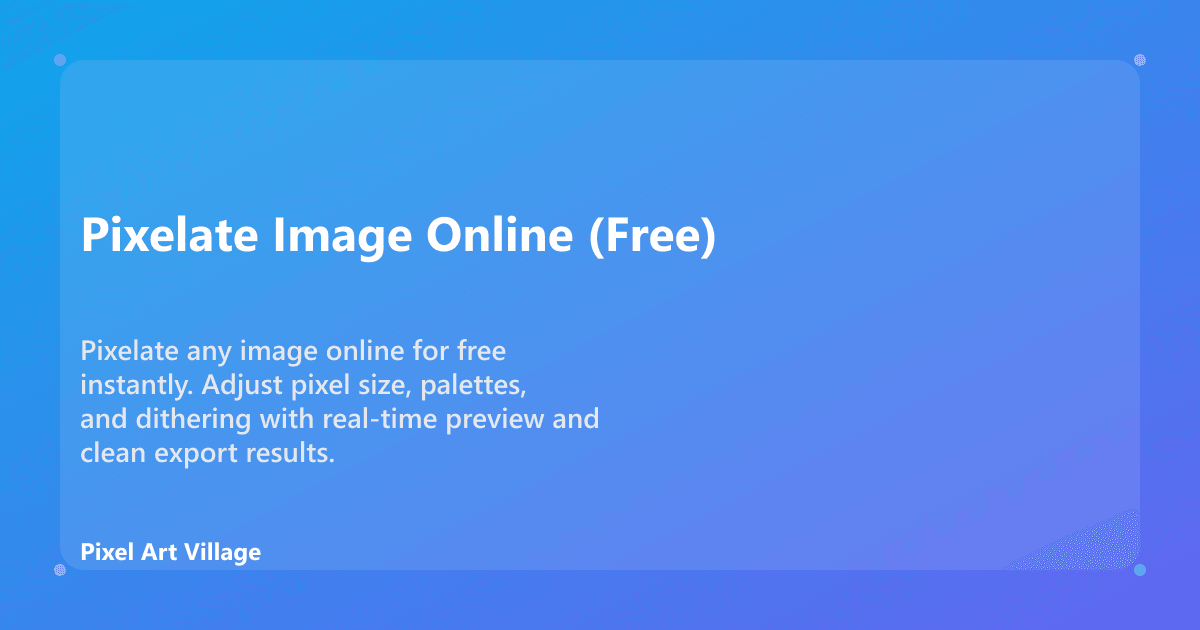 Pixelate Image Online (Free)
Pixelate any image online for free
instantly. Adjust pixel size, palettes,
and dithering with real-time preview and
clean export results.
Pixel Art Village